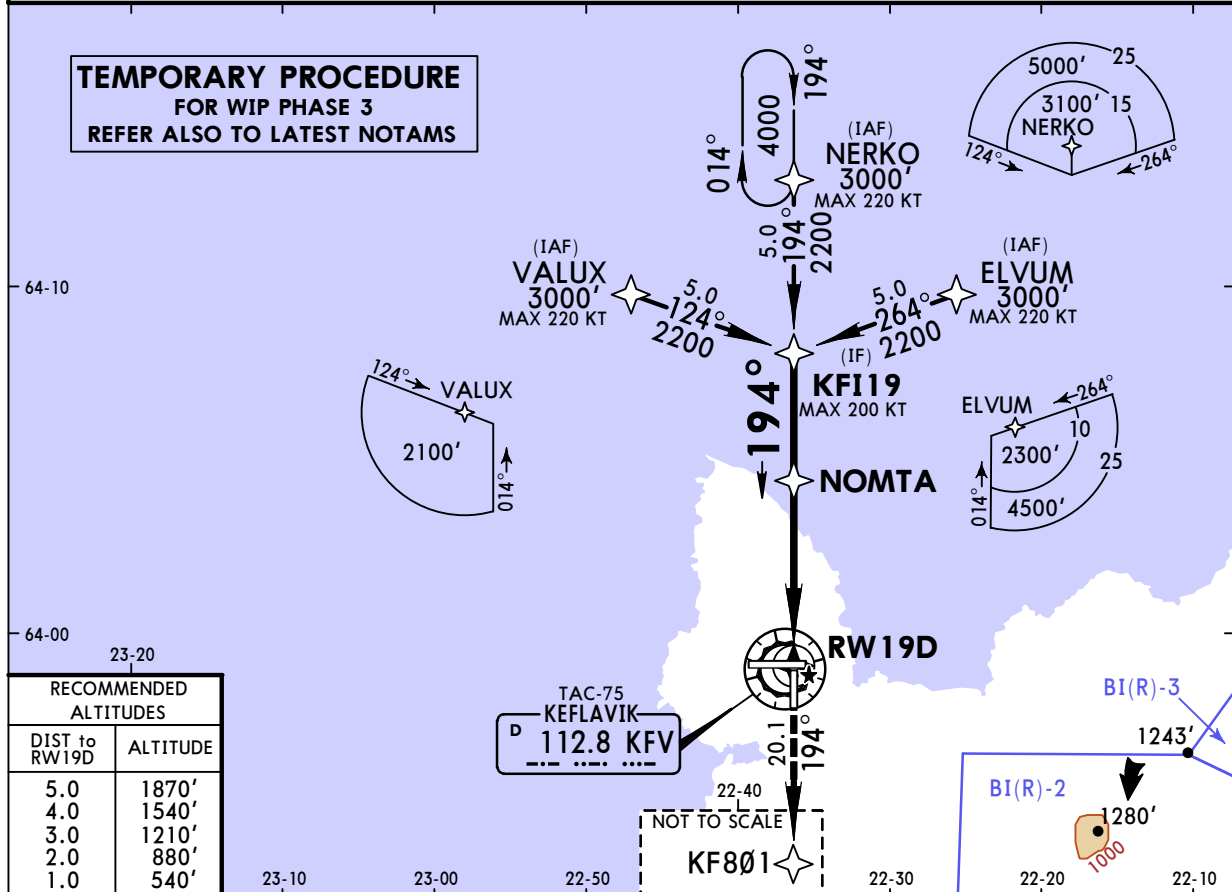 TEMPORARY PROCEDURE
FOR WIP PHASE 3
REFER ALSO TO LATEST NOTAMS
014°
4000
194°
(IAF)
NERKO
3000'
MAX 220 KT
5000'
25
3100'
15
NERKO
124°
264°
5.0
194°
2200
(IAF)
VALUX
3000'
MAX 220 KT
5.0
124°
2200
(IAF)
ELVUM
3000'
MAX 220 KT
5.0
264°
2200
64-10
(IF)
KFI19
MAX 200 KT
194°
124°
VALUX
2100'
014°
ELVUM
264°
10
2300'
25
4500'
014°
NOMTA
64-00
RW19D
23-20
TAC-75
KEFLAVIK
D 112.8 KFV
20.1
194°
BI(R)-3
1243'
BI(R)-2
1280'
1000
RECOMMENDED
ALTITUDES
DIST to
RW19D
ALTITUDE
5.0 1870'
4.0 1540'
3.0 1210'
2.0 880'
1.0 540'
22-40
NOT TO SCALE
KF8Ø1
23-10
23-00
22-50
22-30
22-20
22-10